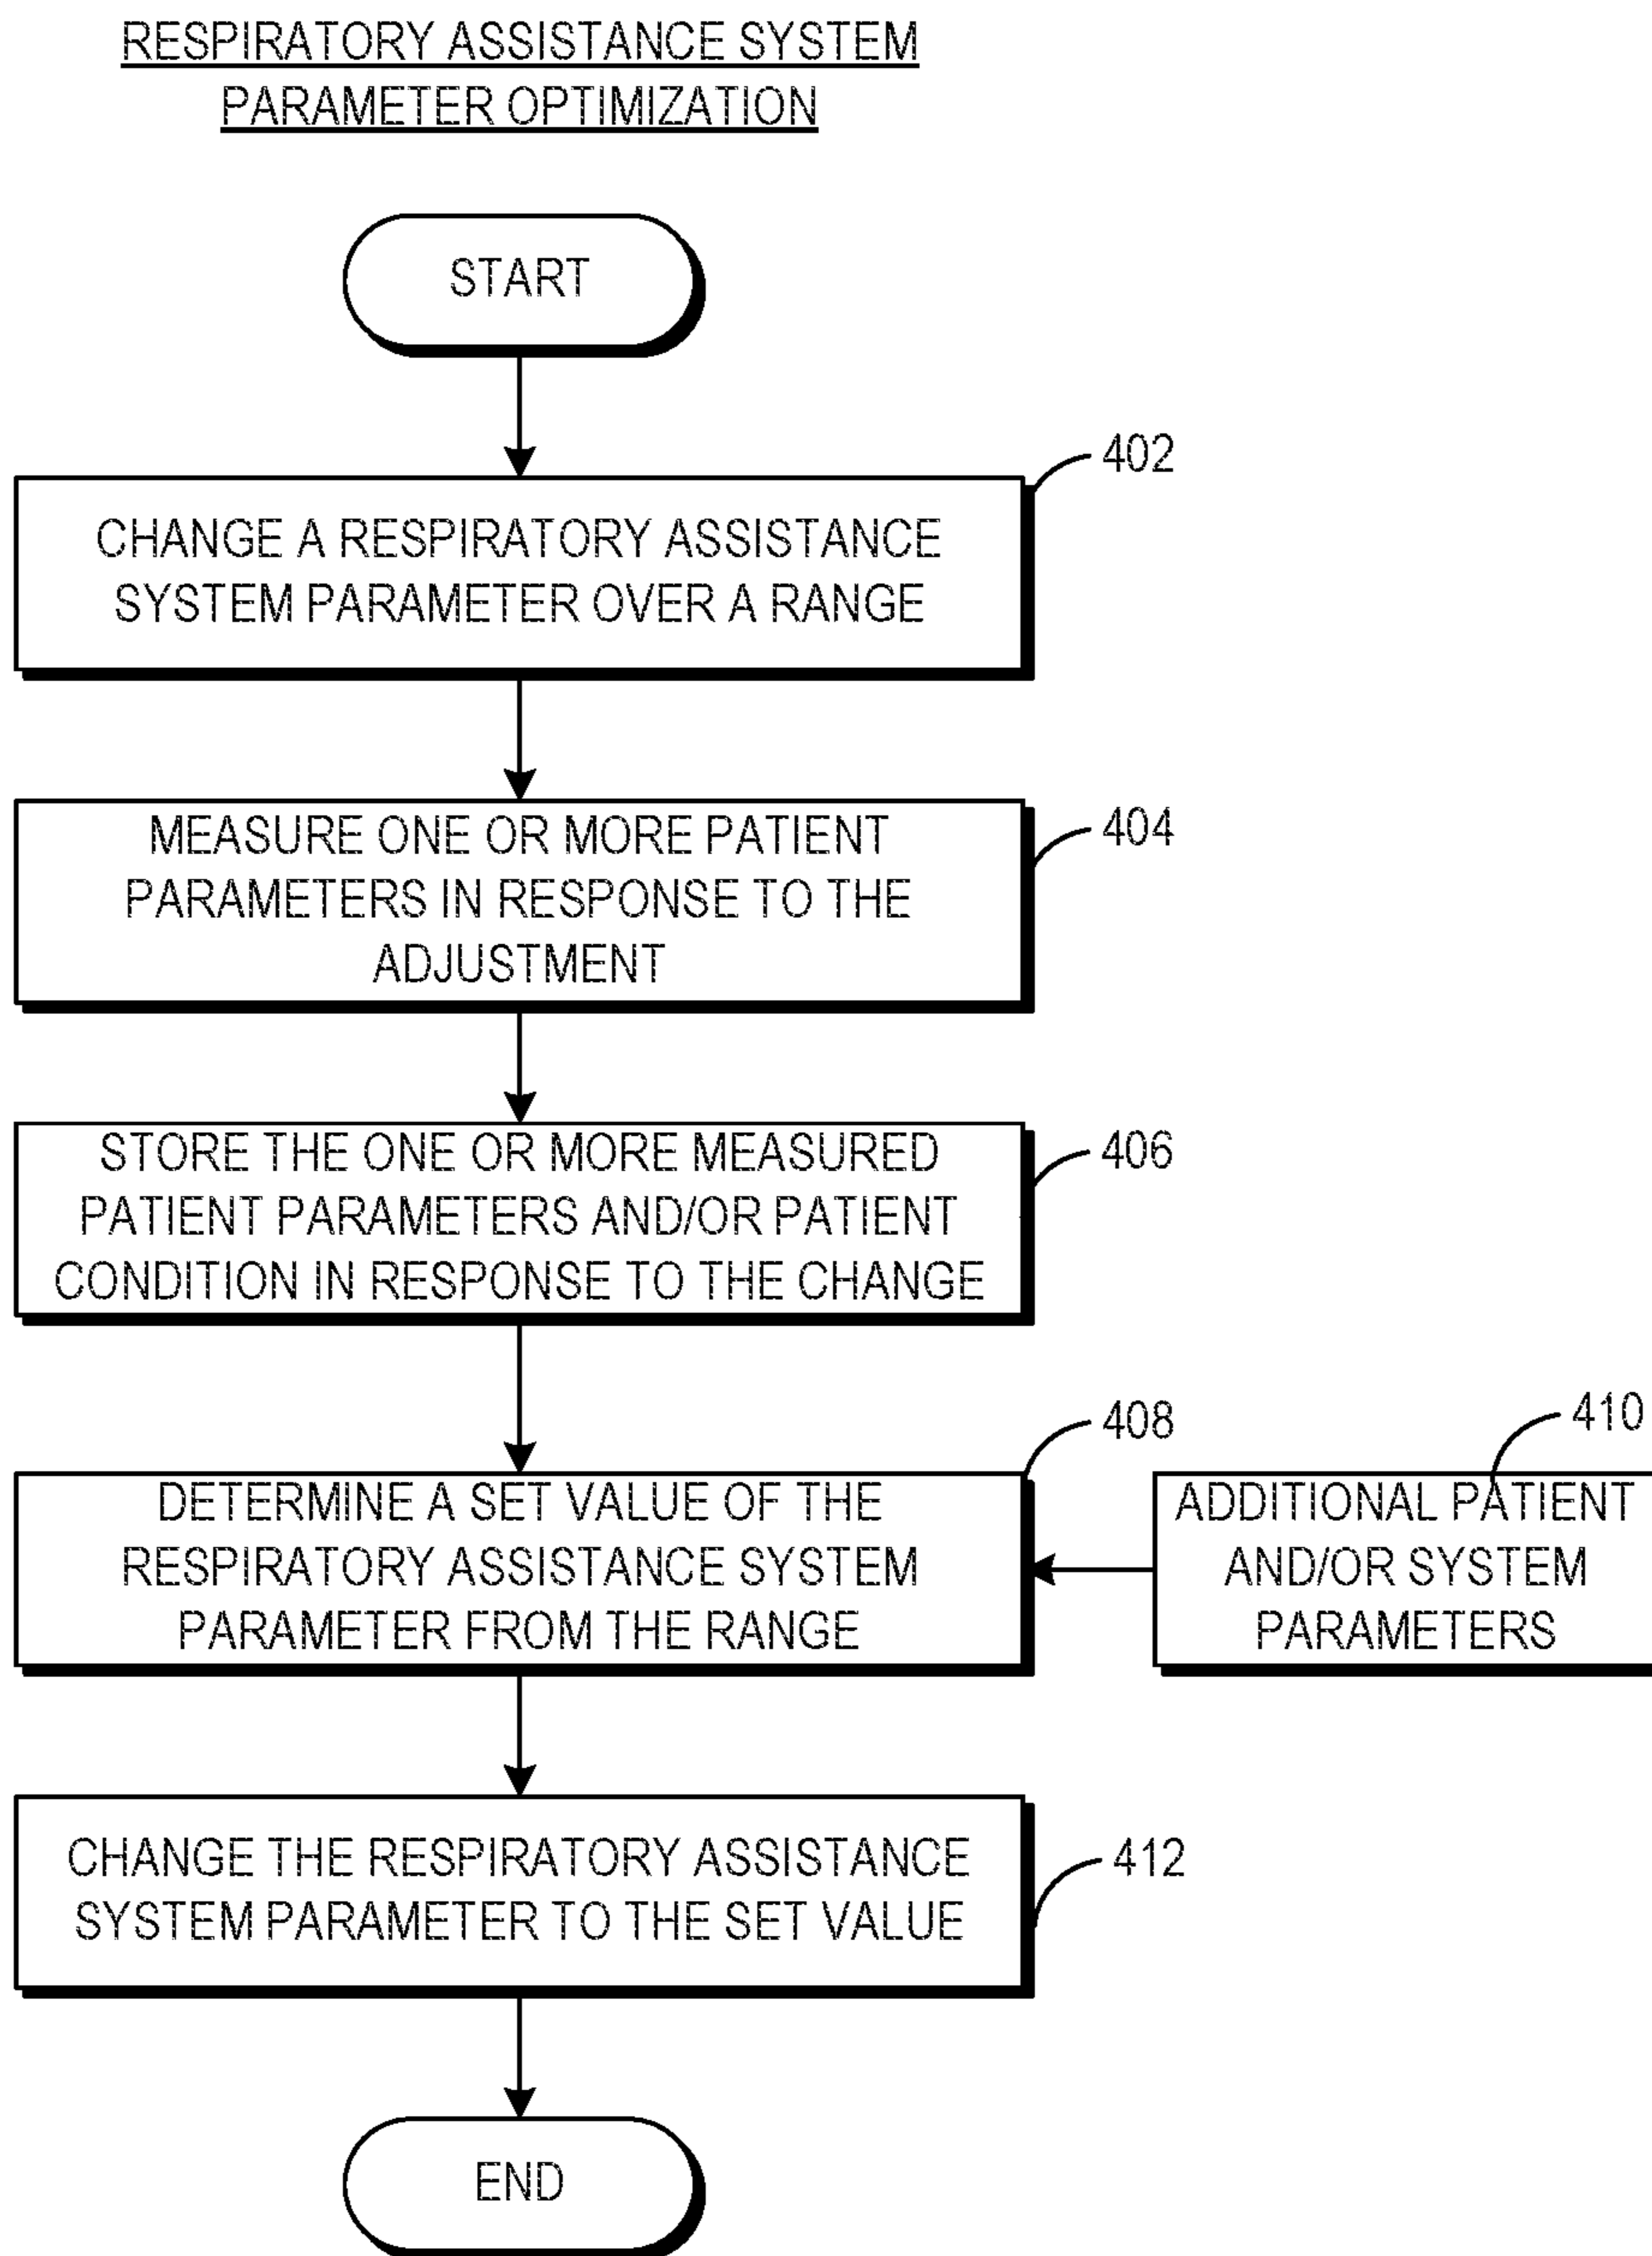 RESPIRATORY ASSISTANCE SYSTEM
PARAMETER OPTIMIZATION
START
402
CHANGE A RESPIRATORY ASSISTANCE
SYSTEM PARAMETER OVER A RANGE
404
MEASURE ONE OR MORE PATIENT
PARAMETERS IN RESPONSE TO THE
ADJUSTMENT
406
STORE THE ONE OR MORE MEASURED
PATIENT PARAMETERS AND/OR PATIENT
CONDITION IN RESPONSE TO THE CHANGE
408
DETERMINE A SET VALUE OF THE
RESPIRATORY ASSISTANCE SYSTEM
PARAMETER FROM THE RANGE
410
ADDITIONAL PATIENT
AND/OR SYSTEM
PARAMETERS
412
CHANGE THE RESPIRATORY ASSISTANCE
SYSTEM PARAMETER TO THE SET VALUE
END